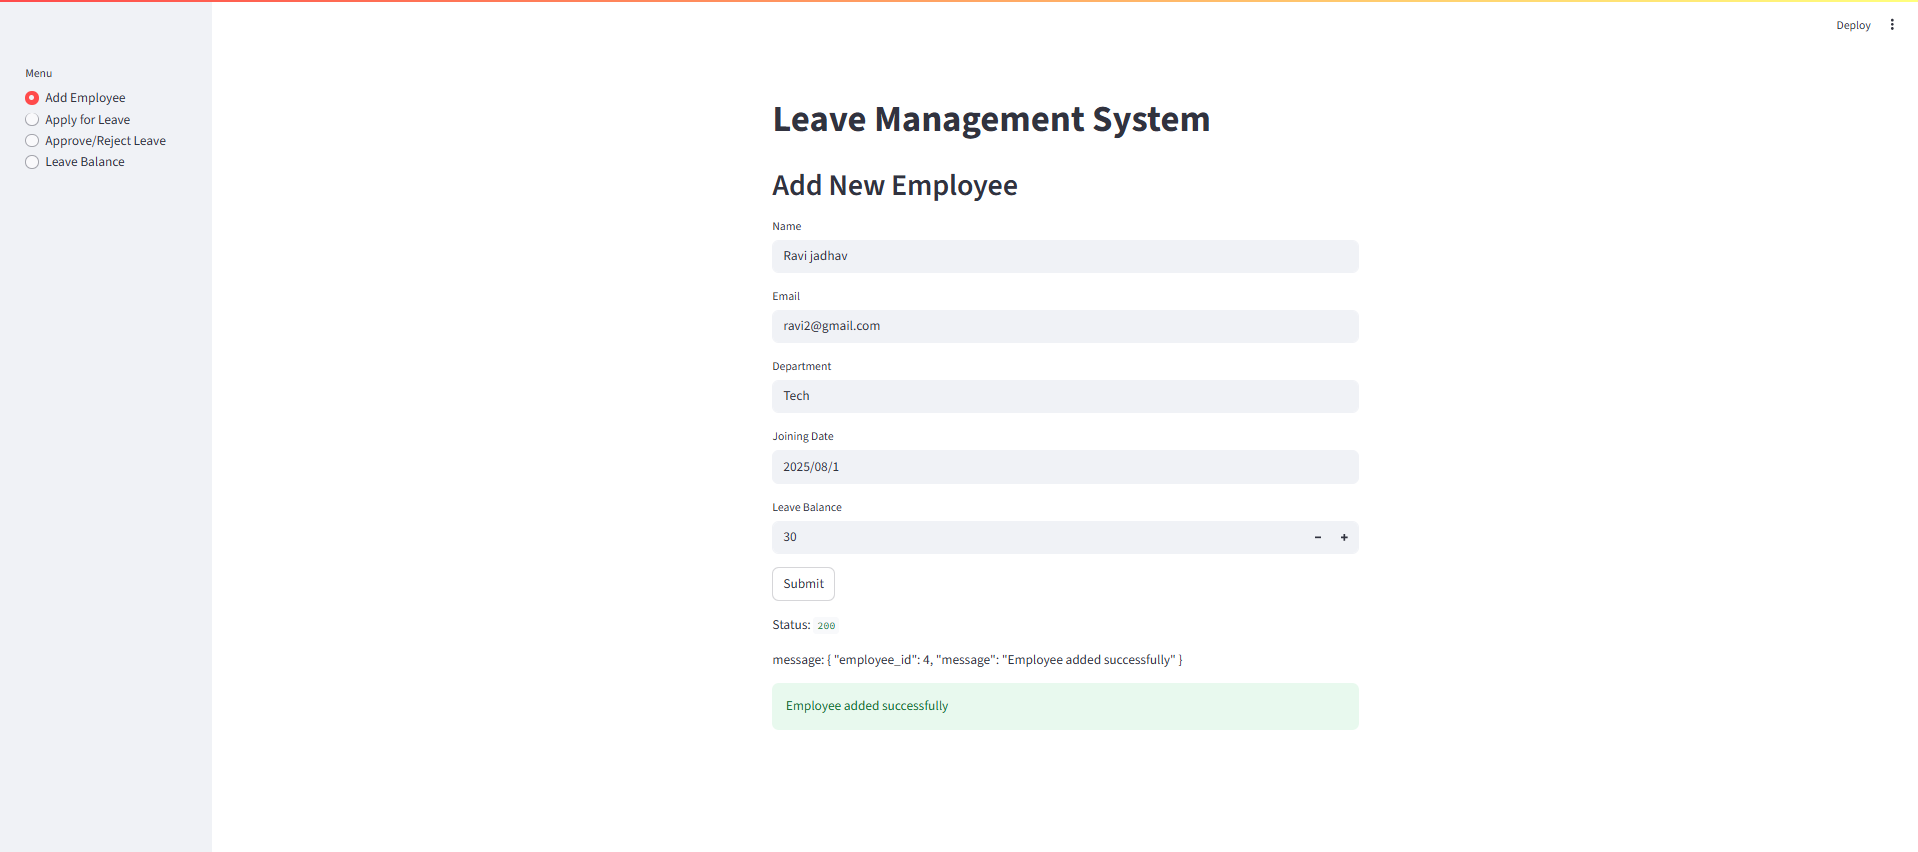 Deploy
Menu
Add Employee
Apply for Leave
Approve/Reject Leave
Leave Balance
Leave Management System
Add New Employee
Name
Ravi jadhav
Email
ravi2@gmail.com
Department
Tech
Joining Date
2025/08/1
Leave Balance
30
Submit
Status: 200
message: { "employee_id": 4, "message": "Employee added successfully" }
Employee added successfully